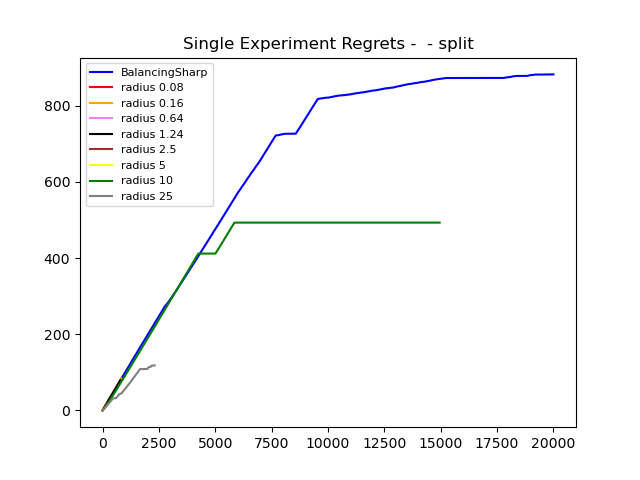 Single Experiment Regrets -  - split
BalancingSharp
radius 0.08
radius 0.16
radius 0.64
radius 1.24
radius 2.5
radius 5
radius 10
radius 25
800
600
400
200
0
0 2500 5000 7500 10000 12500 15000 17500 20000